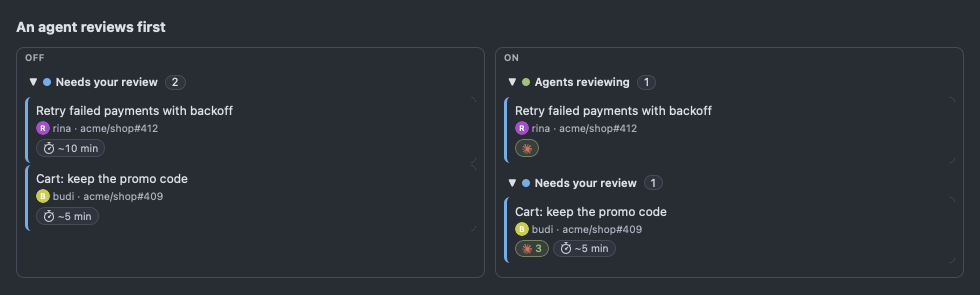 An agent reviews first
OFF
▼ Needs your review 2
Retry failed payments with backoff
R rina · acme/shop#412
~10 min
Cart: keep the promo code
B budi · acme/shop#409
~5 min
ON
▼ Agents reviewing 1
Retry failed payments with backoff
R rina · acme/shop#412
▼ Needs your review 1
Cart: keep the promo code
B budi · acme/shop#409
3 ~5 min